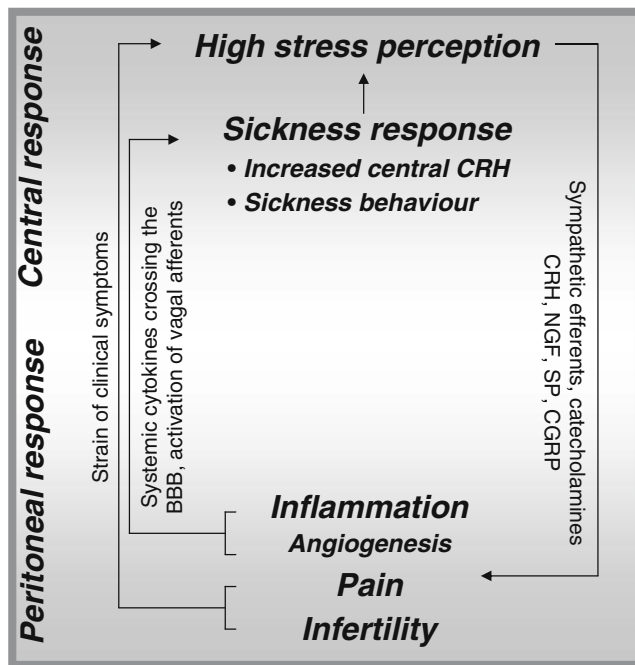 High stress perception
Sickness response
• Increased central CRH
• Sickness behaviour
Central response
Peritoneal response
Strain of clinical symptoms
Systemic cytokines crossing the
BBB, activation of vagal afferents
Sympathetic efferents, catecholamines
CRH, NGF, SP, CGRP
Inflammation
Angiogenesis
Pain
Infertility